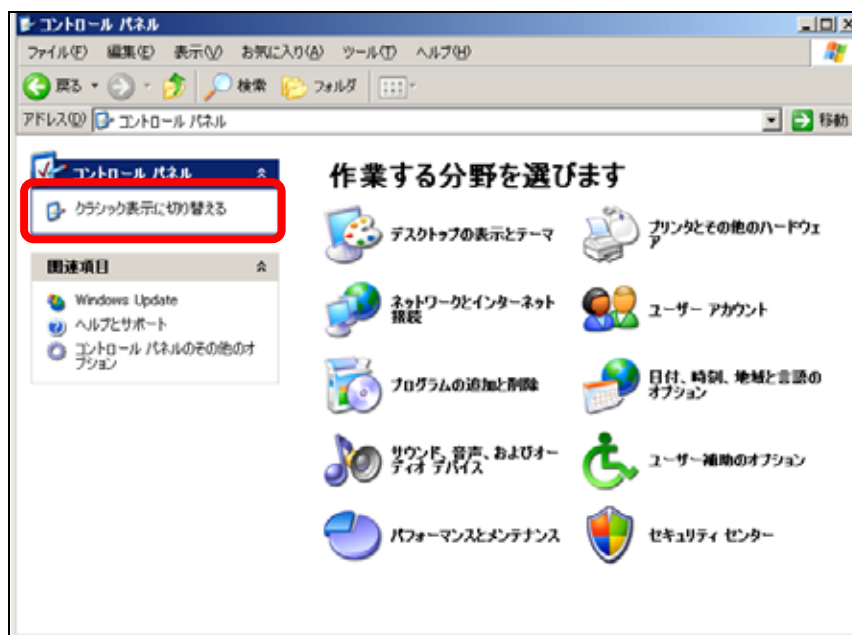 コントロール パネル
ファイル(F) 編集(E) 表示(V) お気に入り(A) ツール(T) ヘルプ(H)
戻る 検索 フォルダ
アドレス(D) コントロール パネル 移動
コントロール パネル
クラシック表示に切り替える
関連項目
Windows Update
ヘルプとサポート
コントロール パネルのその他のオ
プション
作業する分野を選びます
デスクトップの表示とテーマ
プリンタとその他のハードウェ
ア
ネットワークとインターネット
接続
ユーザー アカウント
プログラムの追加と削除
日付、時刻、地域と言語の
オプション
サウンド、音声、およびオー
ディオ デバイス
ユーザー補助のオプション
パフォーマンスとメンテナンス
セキュリティ センター